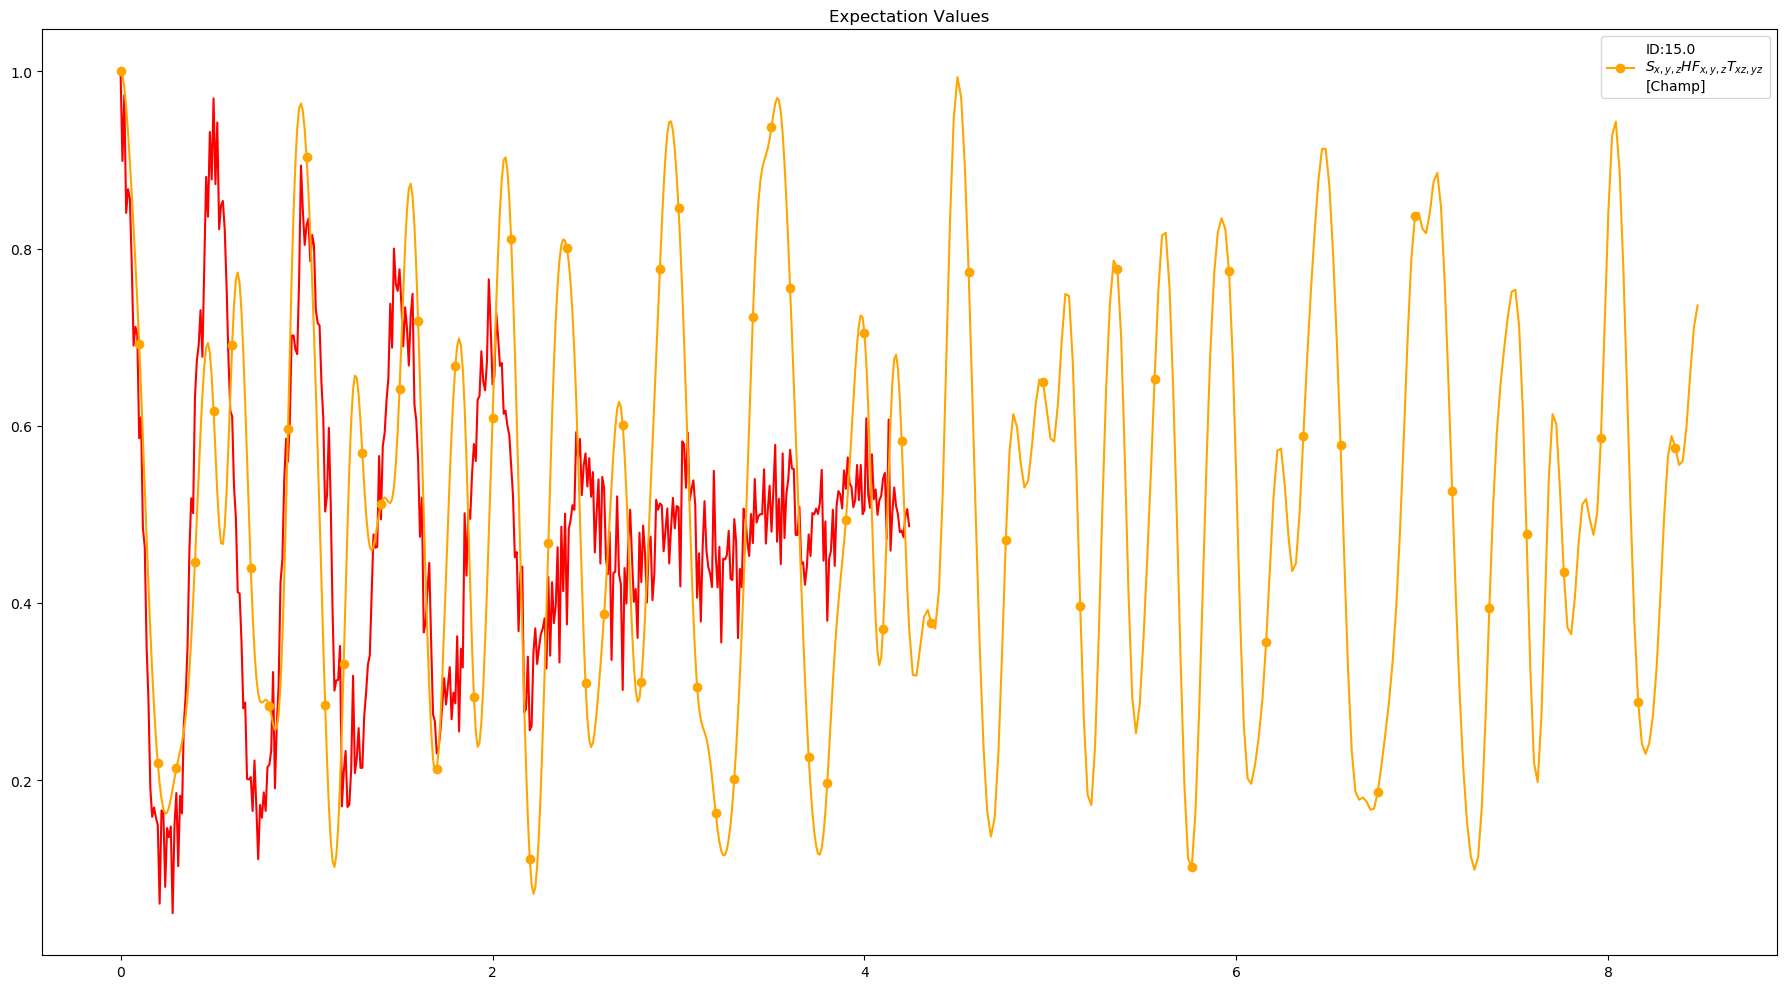 Expectation Values
ID:15.0
S_{x,y,z}HF_{x,y,z}T_{xz,yz}
[Champ]
1.0
0.8
0.6
0.4
0.2
0 2 4 6 8